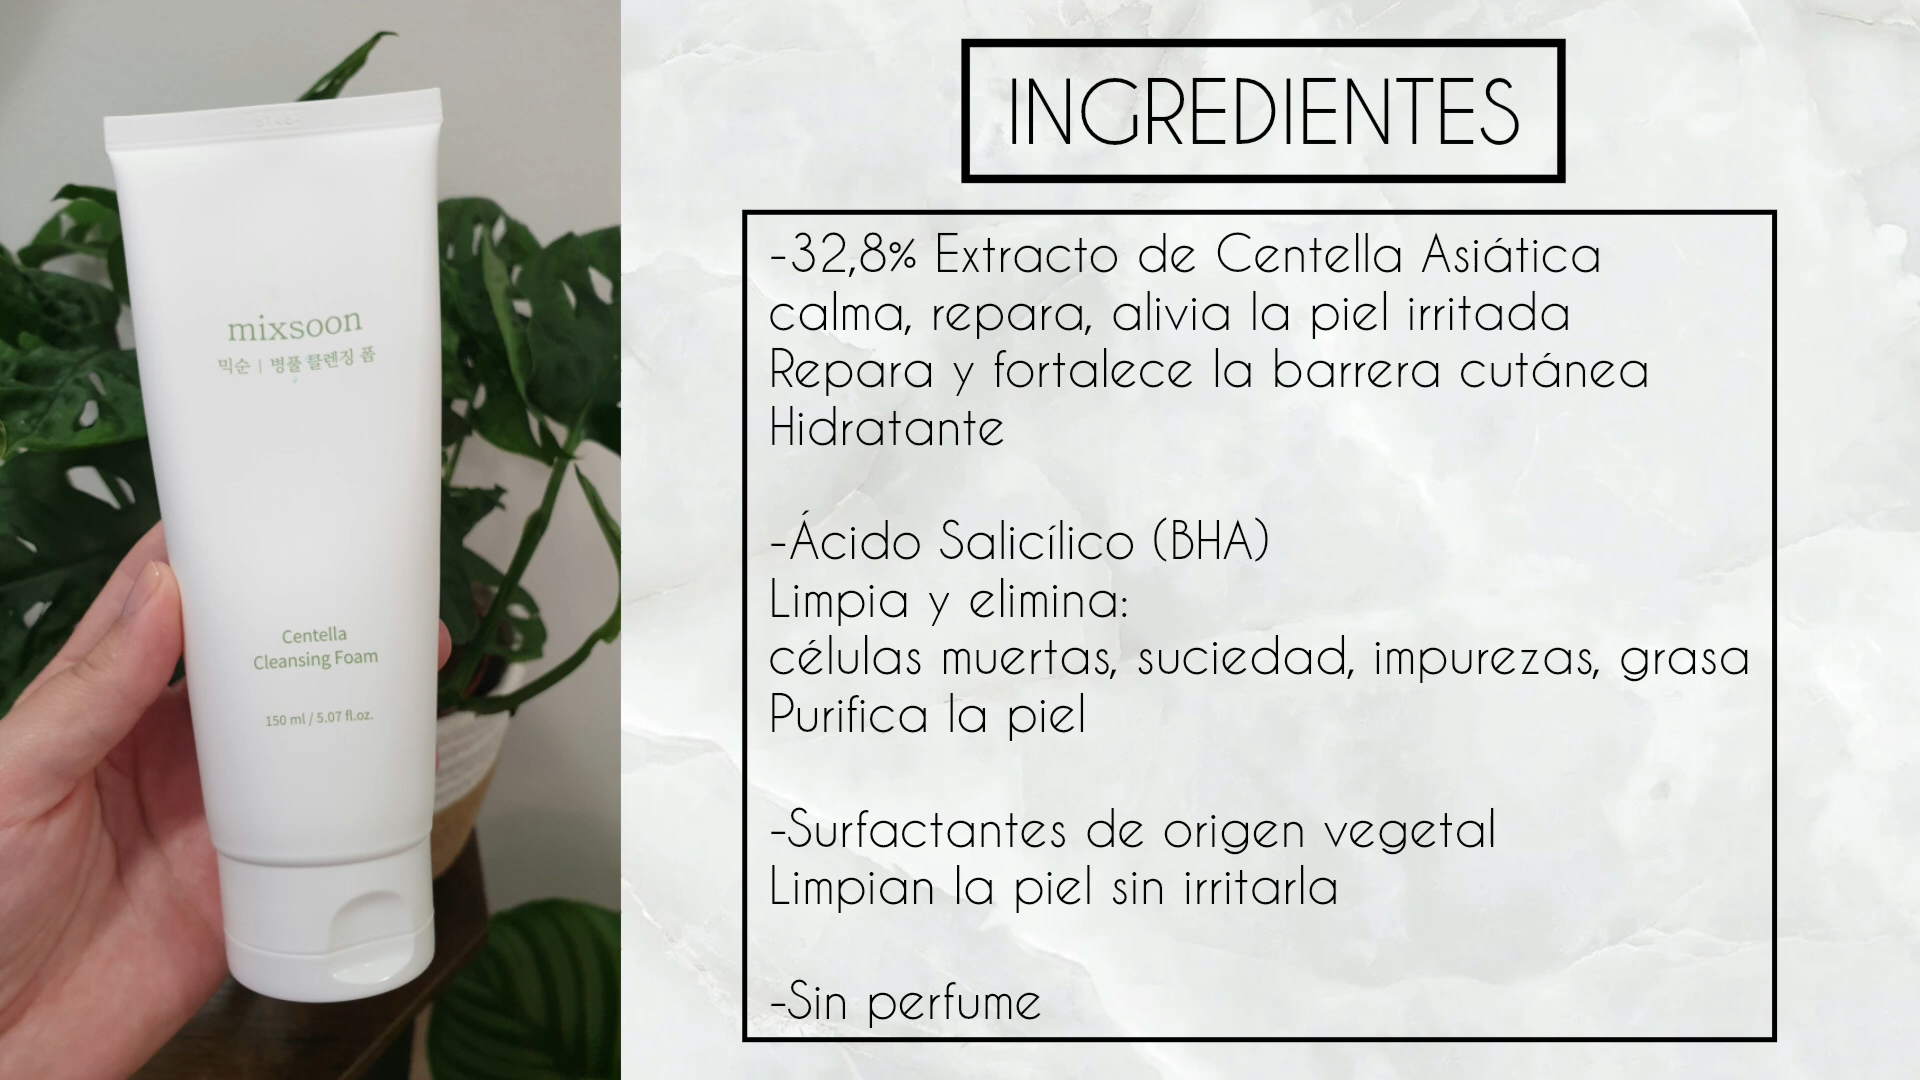 mixsoon
믹순 | 병풀 클렌징 폼
Centella
Cleansing Foam
150 ml / 5.07 fl.oz.
INGREDIENTES
-32,8% Extracto de Centella Asiática
calma, repara, alivia la piel irritada
Repara y fortalece la barrera cutánea
Hidratante
-Ácido Salicílico (BHA)
Limpia y elimina:
células muertas, suciedad, impurezas, grasa
Purifica la piel
-Surfactantes de origen vegetal
Limpian la piel sin irritarla
-Sin perfume